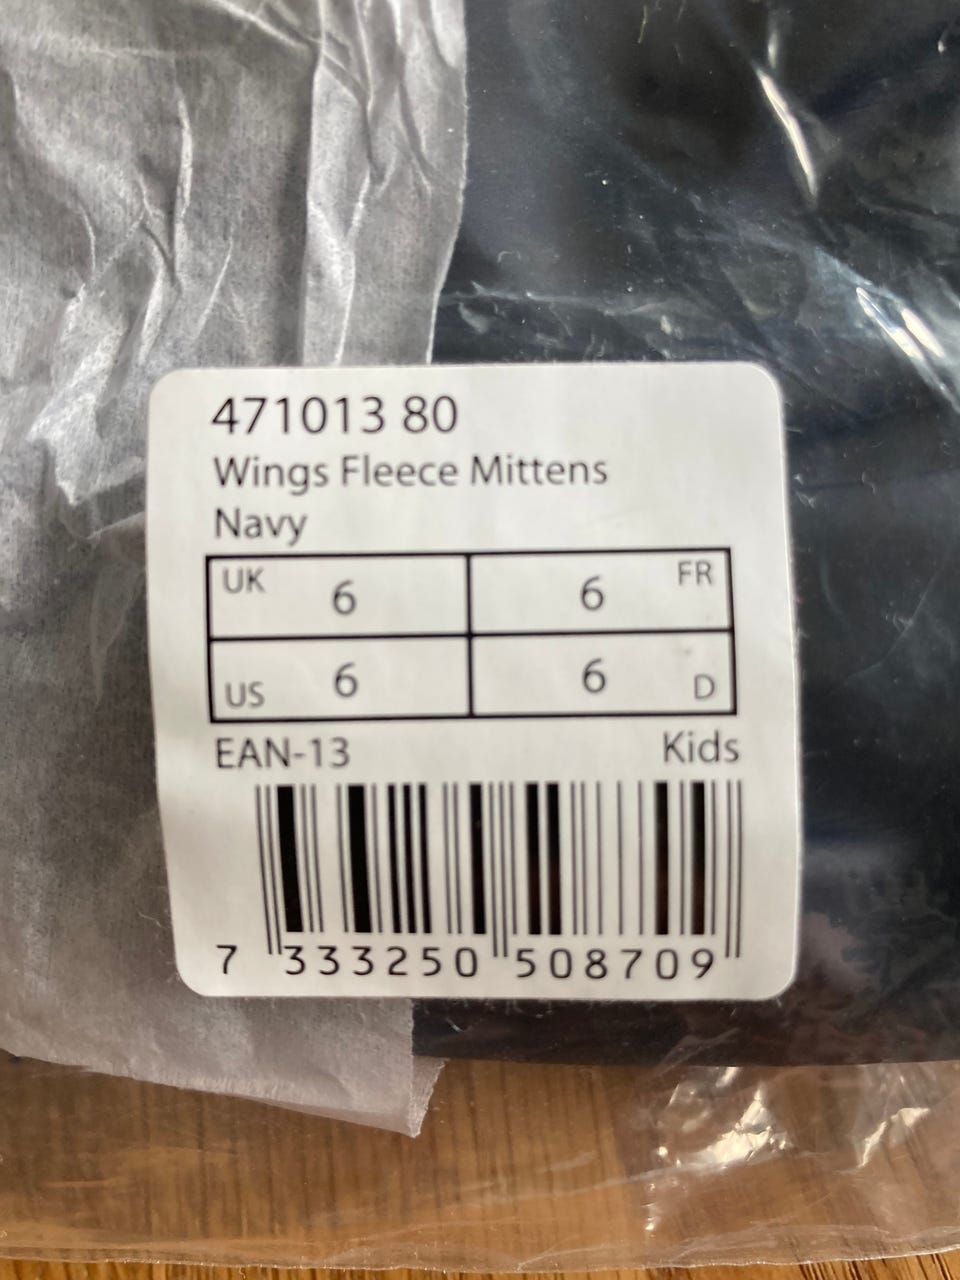 471013 80
Wings Fleece Mittens
Navy
UK 6 6 FR
US 6 6 D
EAN-13 Kids
7 333250 508709